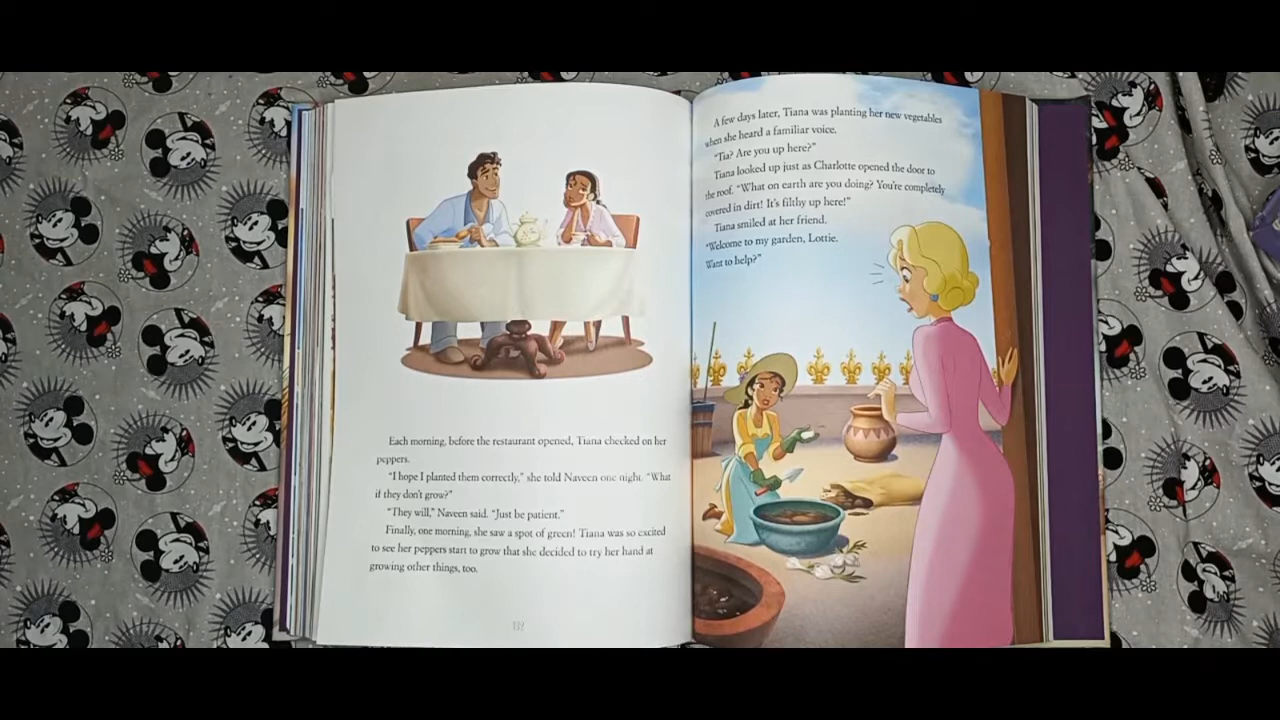 Each morning, before the restaurant opened, Tiana checked on her
peppers.
"I hope I planted them correctly," she told Naveen one night. "What
if they don't grow?"
"They will," Naveen said. "Just be patient."
Finally, one morning, she saw a spot of green! Tiana was so excited
to see her peppers start to grow that she decided to try her hand at
growing other things, too.
A few days later, Tiana was planting her new vegetables
when she heard a familiar voice.
"Tia? Are you up here?"
Tiana looked up just as Charlotte opened the door to
the roof. "What on earth are you doing? You're completely
covered in dirt! It's filthy up here!"
Tiana smiled at her friend.
"Welcome to my garden, Lottie.
Want to help?"